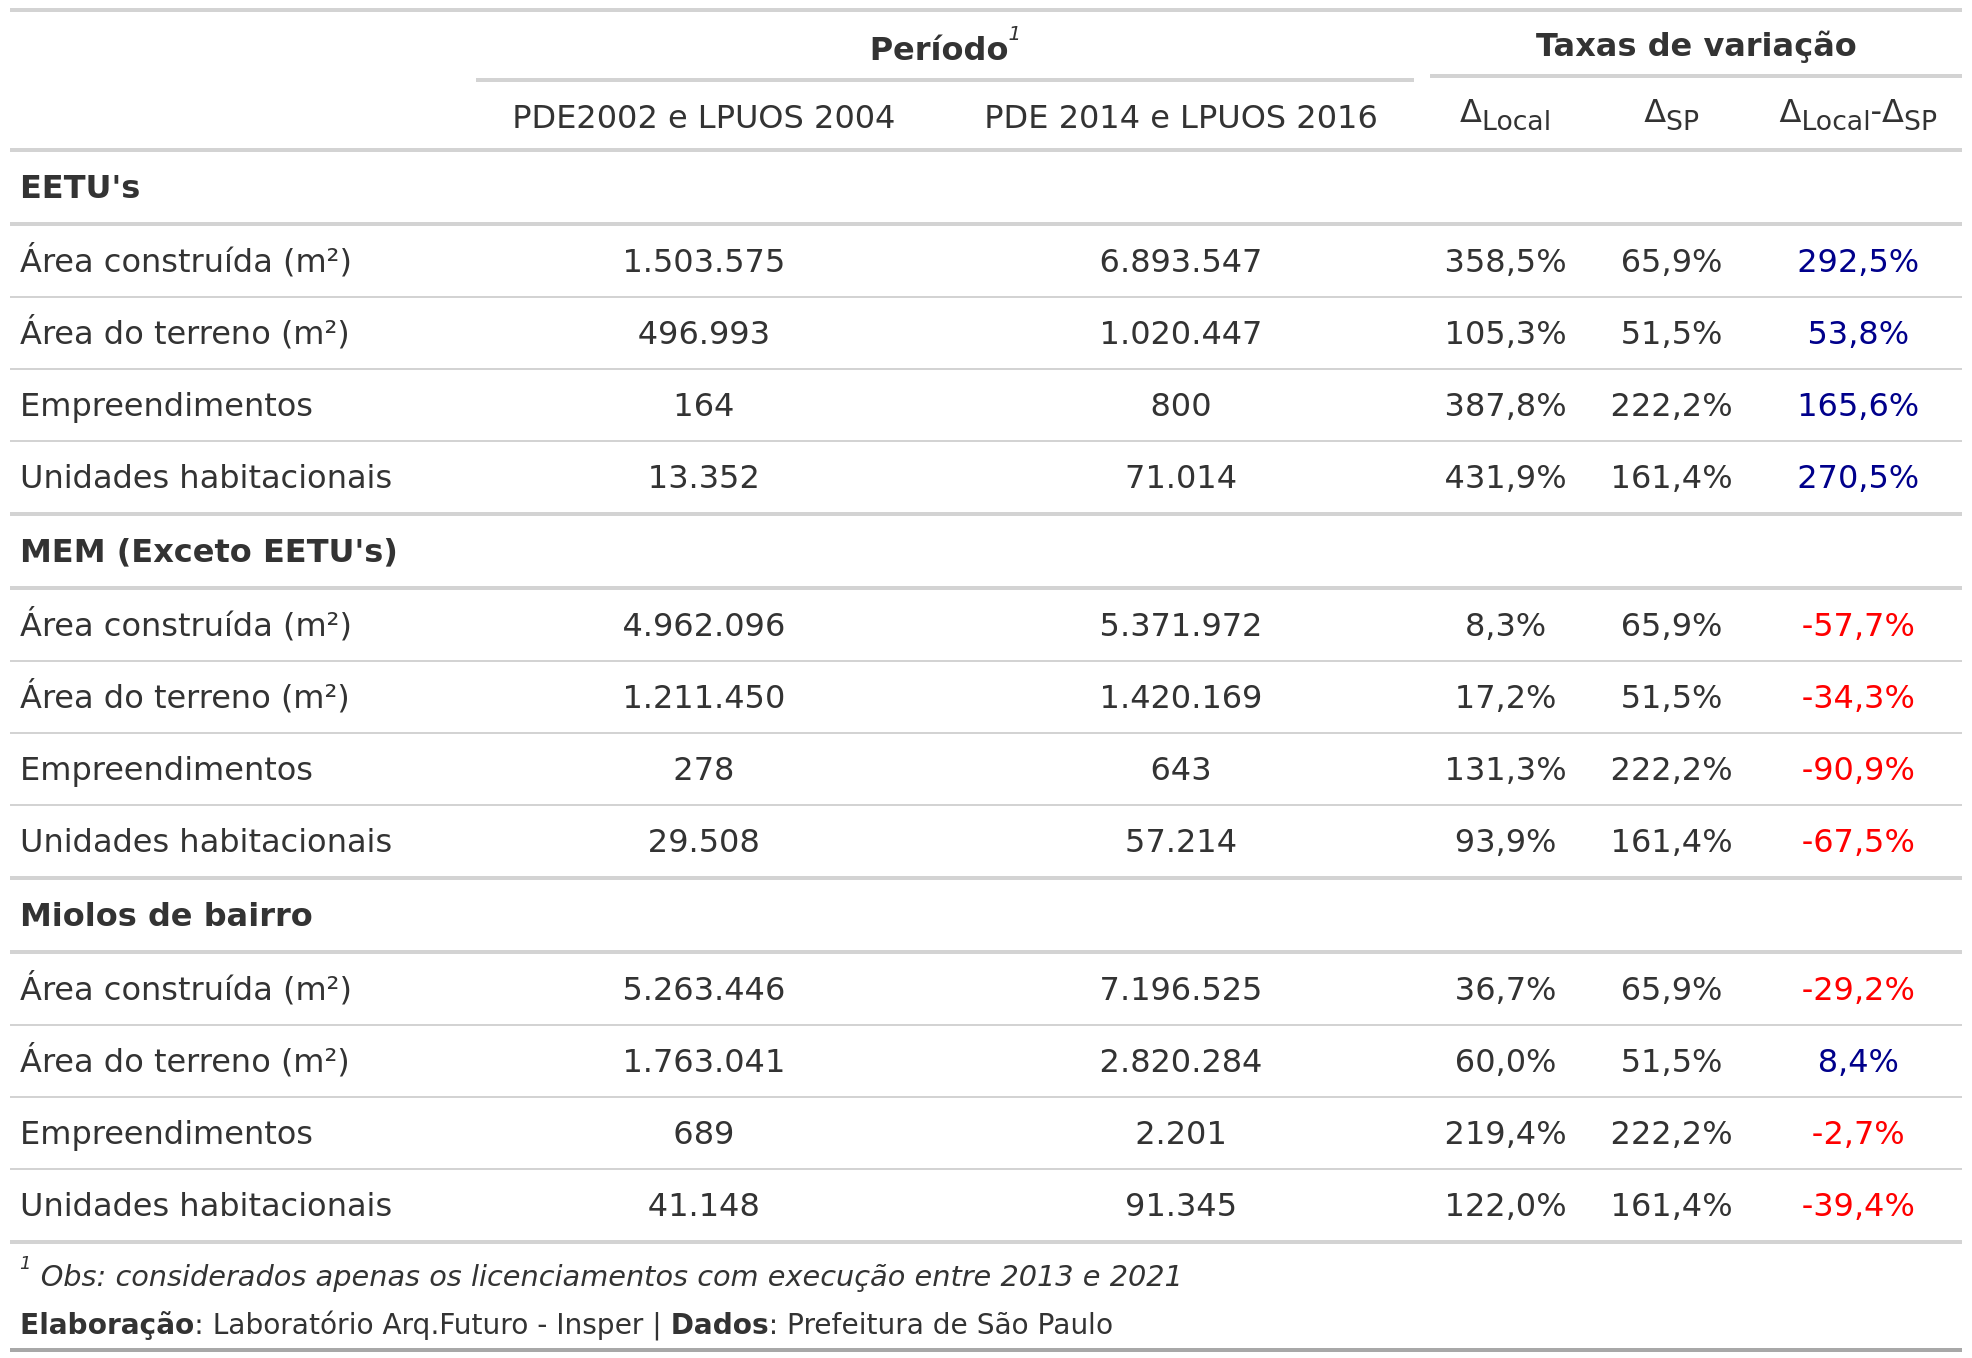 Período¹ Taxas de variação
PDE2002 e LPUOS 2004 PDE 2014 e LPUOS 2016 ΔLocal ΔSP ΔLocal-ΔSP
EETU's
Área construída (m²) 1.503.575 6.893.547 358,5% 65,9% 292,5%
Área do terreno (m²) 496.993 1.020.447 105,3% 51,5% 53,8%
Empreendimentos 164 800 387,8% 222,2% 165,6%
Unidades habitacionais 13.352 71.014 431,9% 161,4% 270,5%
MEM (Exceto EETU's)
Área construída (m²) 4.962.096 5.371.972 8,3% 65,9% -57,7%
Área do terreno (m²) 1.211.450 1.420.169 17,2% 51,5% -34,3%
Empreendimentos 278 643 131,3% 222,2% -90,9%
Unidades habitacionais 29.508 57.214 93,9% 161,4% -67,5%
Miolos de bairro
Área construída (m²) 5.263.446 7.196.525 36,7% 65,9% -29,2%
Área do terreno (m²) 1.763.041 2.820.284 60,0% 51,5% 8,4%
Empreendimentos 689 2.201 219,4% 222,2% -2,7%
Unidades habitacionais 41.148 91.345 122,0% 161,4% -39,4%
¹ Obs: considerados apenas os licenciamentos com execução entre 2013 e 2021
Elaboração: Laboratório Arq.Futuro - Insper | Dados: Prefeitura de São Paulo